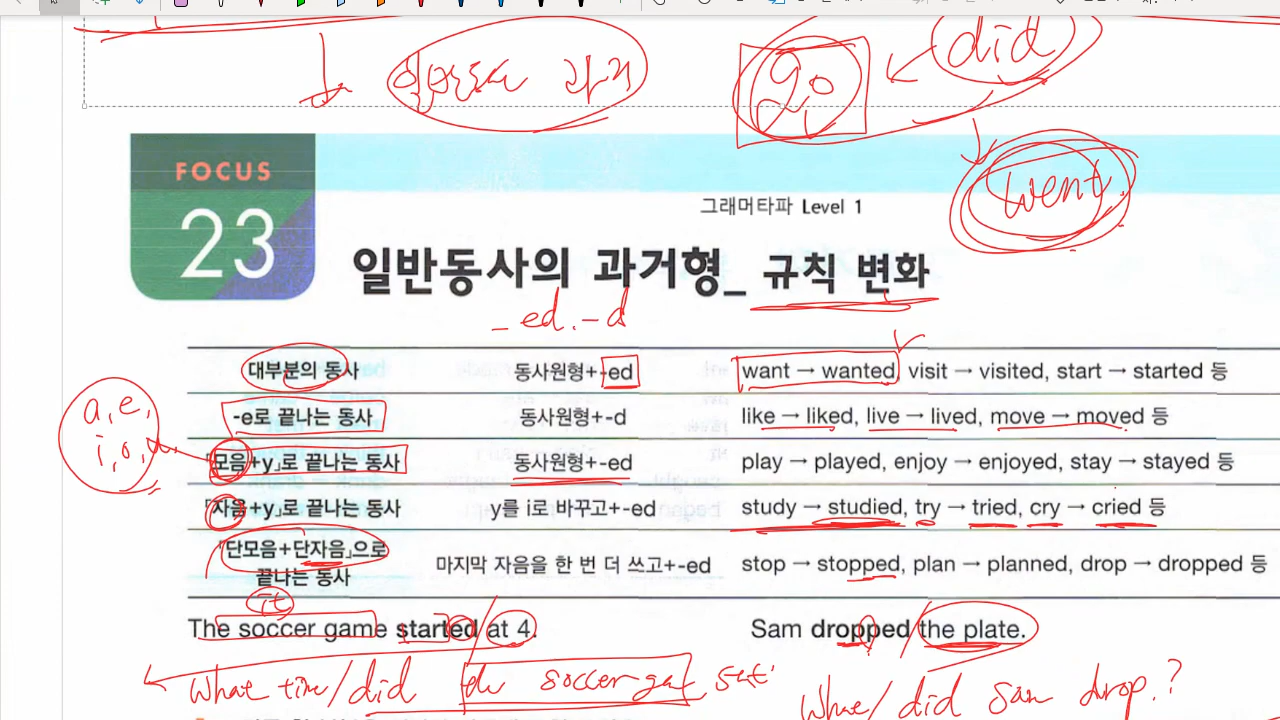 did
go
went
FOCUS
23
그래머타파 Level 1
일반동사의 과거형_ 규칙 변화
- ed. - d
대부분의 동사 동사원형+-ed want → wanted, visit → visited, start → started 등
a, e,
i, o, u
-e로 끝나는 동사 동사원형+-d like → liked, live → lived, move → moved 등
「모음+y」로 끝나는 동사 동사원형+-ed play → played, enjoy → enjoyed, stay → stayed 등
「자음+y」로 끝나는 동사 y를 i로 바꾸고+-ed study → studied, try → tried, cry → cried 등
「단모음+단자음」으로
끝나는 동사 마지막 자음을 한 번 더 쓰고+-ed stop → stopped, plan → planned, drop → dropped 등
it
The soccer game started at 4. Sam dropped the plate.
What time / did soccer
What / did Sam drop.?